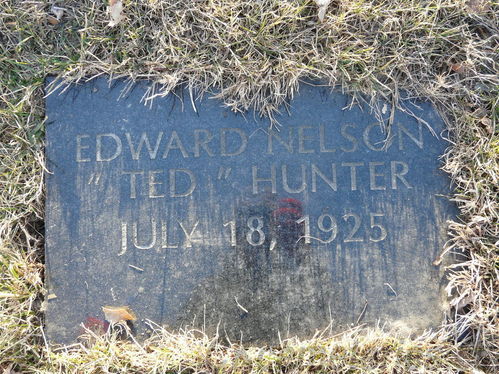 EDWARD NELSON
"TED" HUNTER
JULY 18, 1925